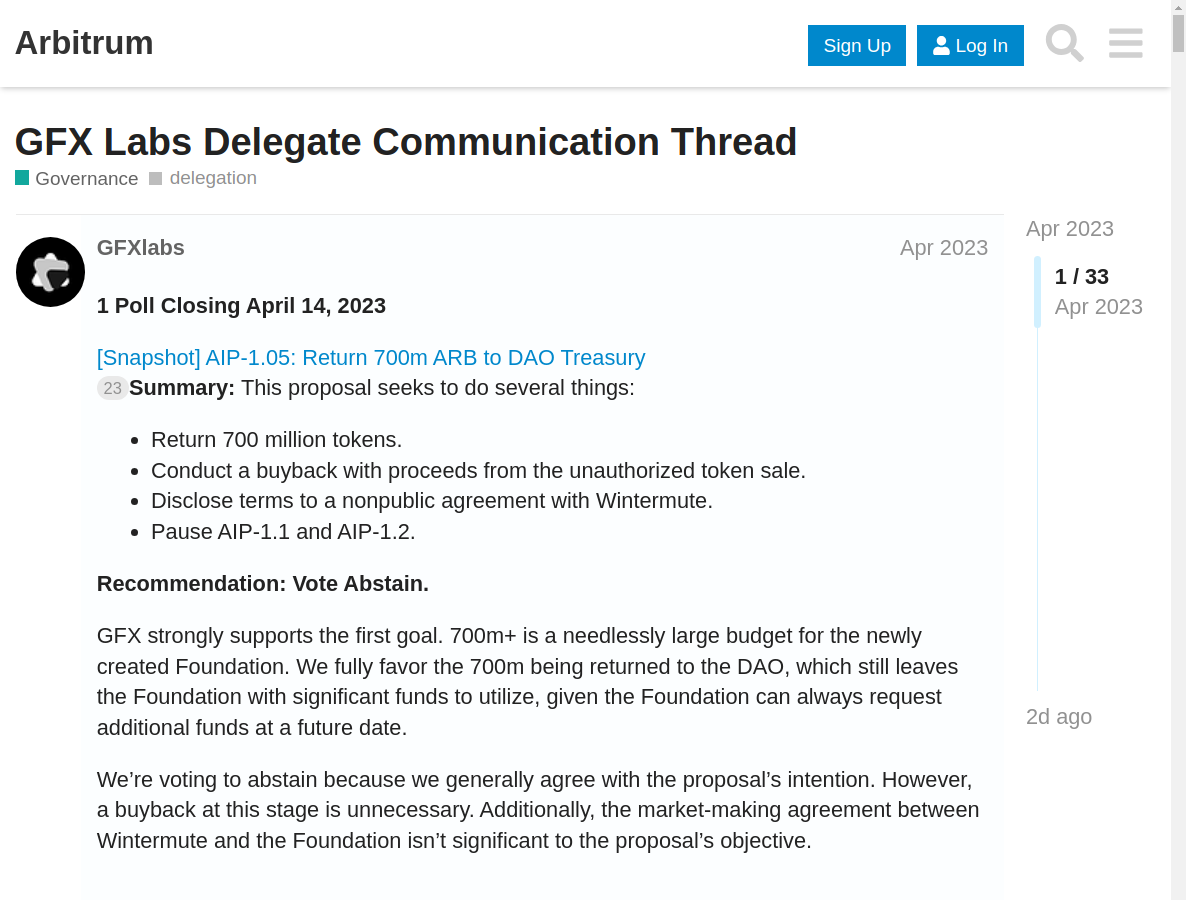 Arbitrum
Sign Up
Log In
GFX Labs Delegate Communication Thread
Governance
delegation
GFXlabs
Apr 2023
1 Poll Closing April 14, 2023
[Snapshot] AIP-1.05: Return 700m ARB to DAO Treasury
23 Summary: This proposal seeks to do several things:
Return 700 million tokens.
Conduct a buyback with proceeds from the unauthorized token sale.
Disclose terms to a nonpublic agreement with Wintermute.
Pause AIP-1.1 and AIP-1.2.
Recommendation: Vote Abstain.
GFX strongly supports the first goal. 700m+ is a needlessly large budget for the newly
created Foundation. We fully favor the 700m being returned to the DAO, which still leaves
the Foundation with significant funds to utilize, given the Foundation can always request
additional funds at a future date.
We’re voting to abstain because we generally agree with the proposal’s intention. However,
a buyback at this stage is unnecessary. Additionally, the market-making agreement between
Wintermute and the Foundation isn’t significant to the proposal’s objective.
Apr 2023
1 / 33
Apr 2023
2d ago